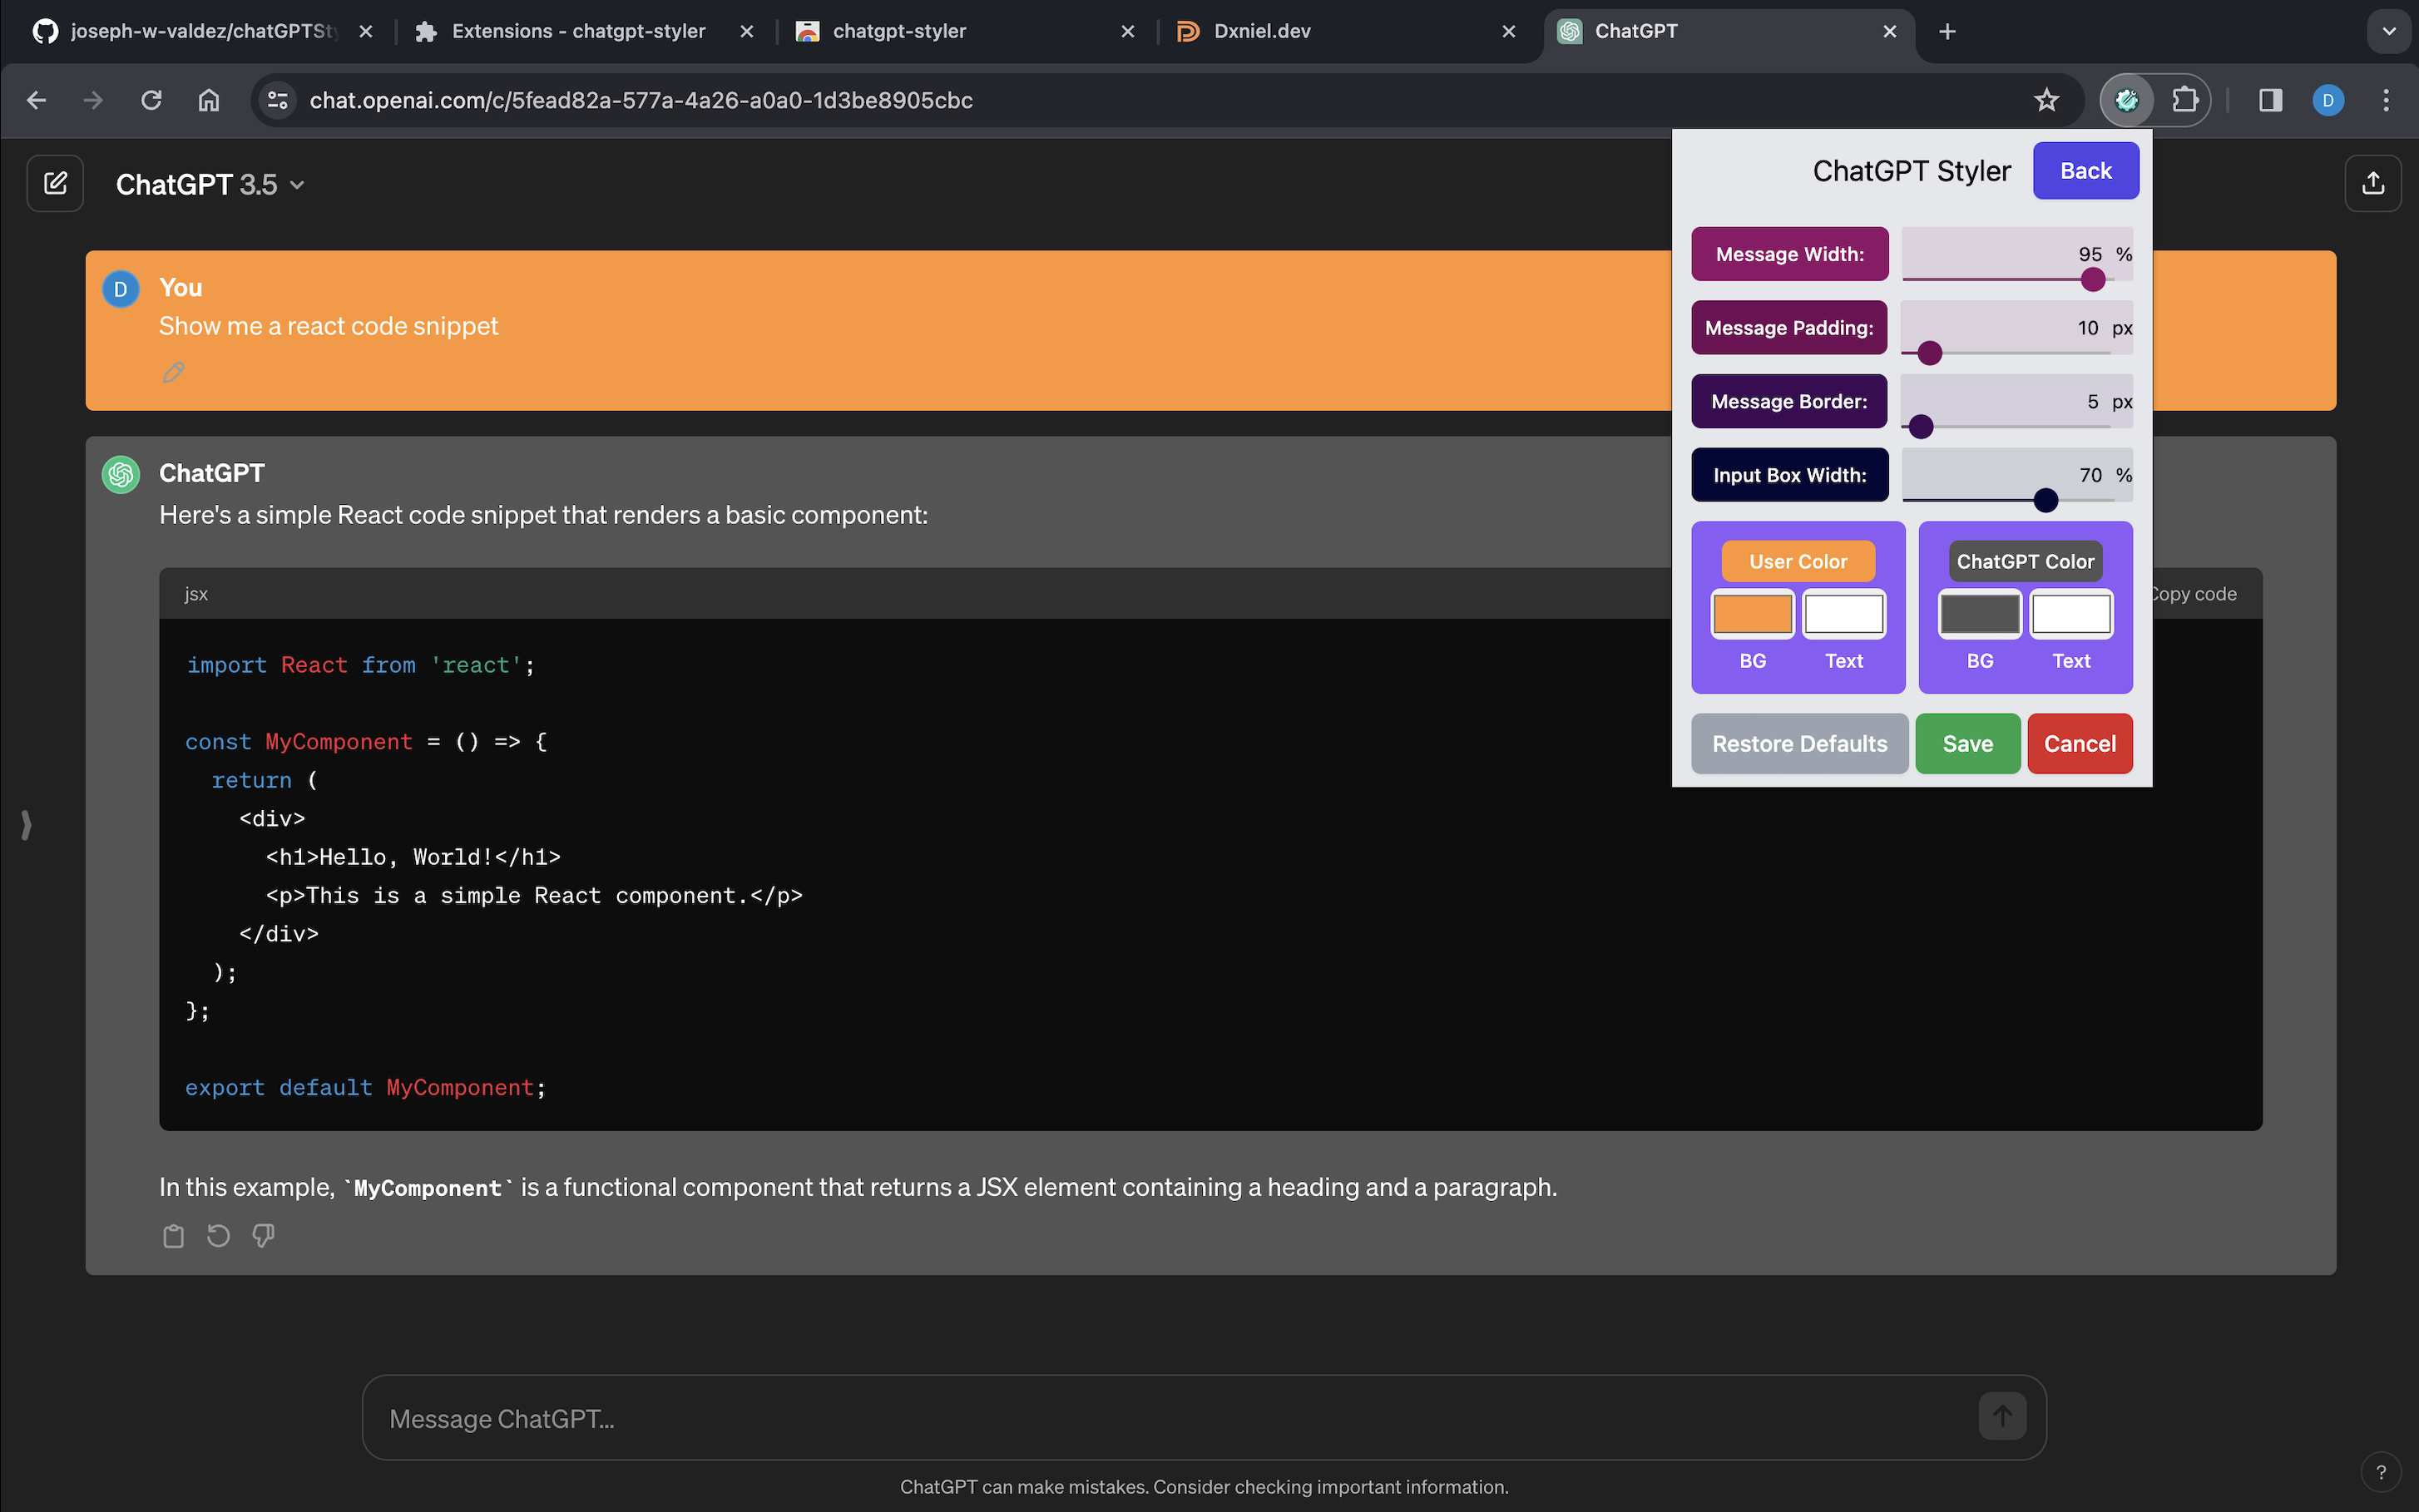 joseph-w-valdez/chatGPTSty
Extensions - chatgpt-styler
chatgpt-styler
Dxniel.dev
ChatGPT
chat.openai.com/c/5fead82a-577a-4a26-a0a0-1d3be8905cbc
D
ChatGPT 3.5
ChatGPT Styler
Back
Message Width:
95 %
Message Padding:
10 px
Message Border:
5 px
Input Box Width:
70 %
User Color
BG
Text
ChatGPT Color
BG
Text
Restore Defaults
Save
Cancel
D
You
Show me a react code snippet
ChatGPT
Here's a simple React code snippet that renders a basic component:
jsx
Copy code
import React from 'react';
const MyComponent = () => {
  return (
    <div>
      <h1>Hello, World!</h1>
      <p>This is a simple React component.</p>
    </div>
  );
};
export default MyComponent;
In this example, `MyComponent` is a functional component that returns a JSX element containing a heading and a paragraph.
Message ChatGPT...
ChatGPT can make mistakes. Consider checking important information.
?